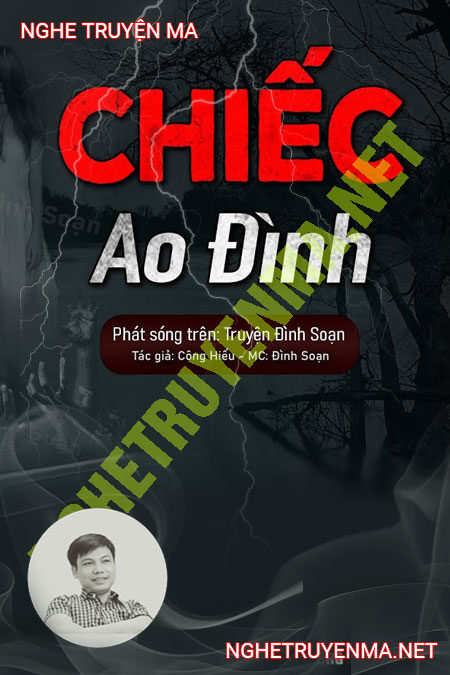 NGHE TRUYỆN MA
CHIẾC
Ao Đình
Phát sóng trên: Truyện Đình Soạn
Tác giả: Công Hiếu - MC: Đình Soạn
NGHETRUYENMA.NET
NGHETRUYENMA.NET